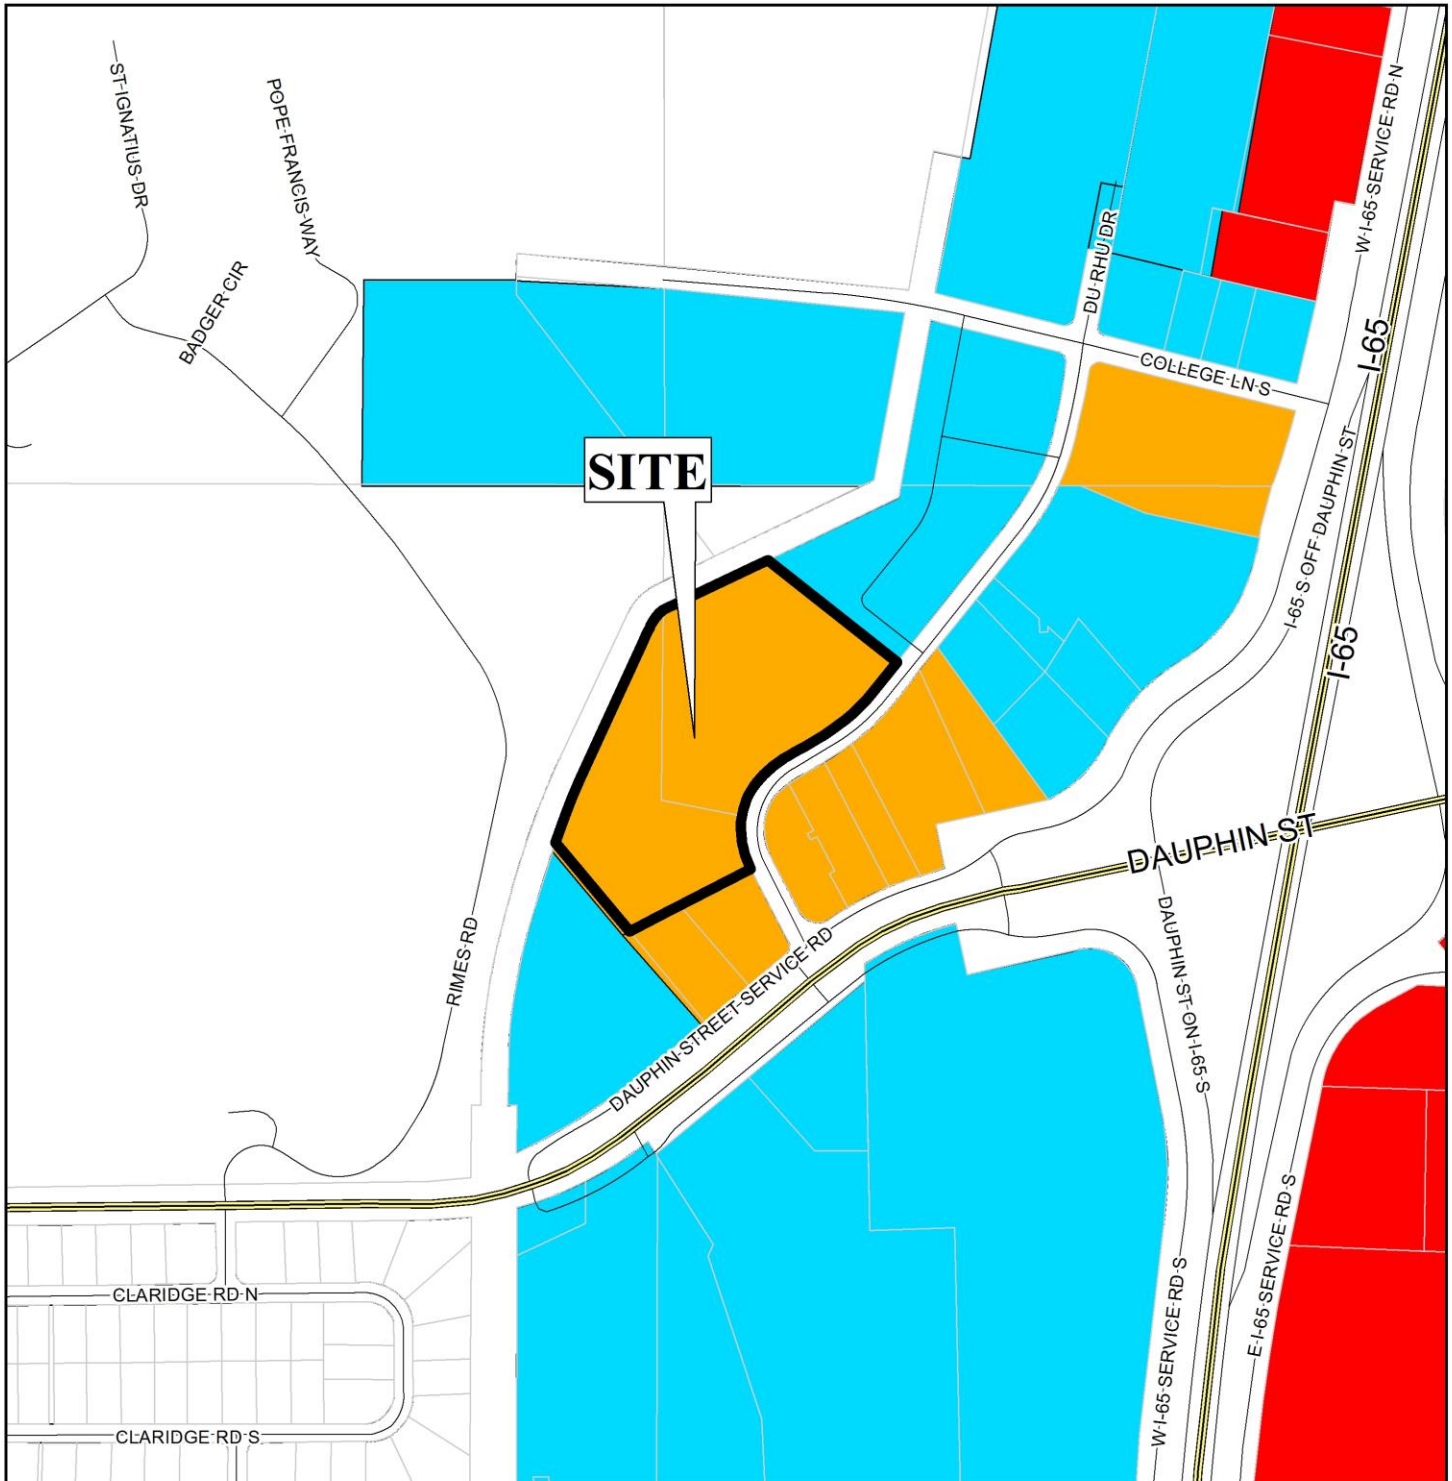 ST-IGNATIUS-DR
POPE-FRANCIS-WAY
BADGER CIR
W-I-65-SERVICE-RD-N
DU-RHU-DR
COLLEGE-LN-S
I-65
SITE
I-65-S-OFF-DAUPHIN-ST
I-65
DAUPHIN ST
DAUPHIN-ST-ON-I-65-S
RIMES-RD
DAUPHIN-STREET-SERVICE-RD
E-I-65-SERVICE-RD-S
W-I-65-SERVICE-RD-S
CLARIDGE-RD-N
CLARIDGE-RD-S